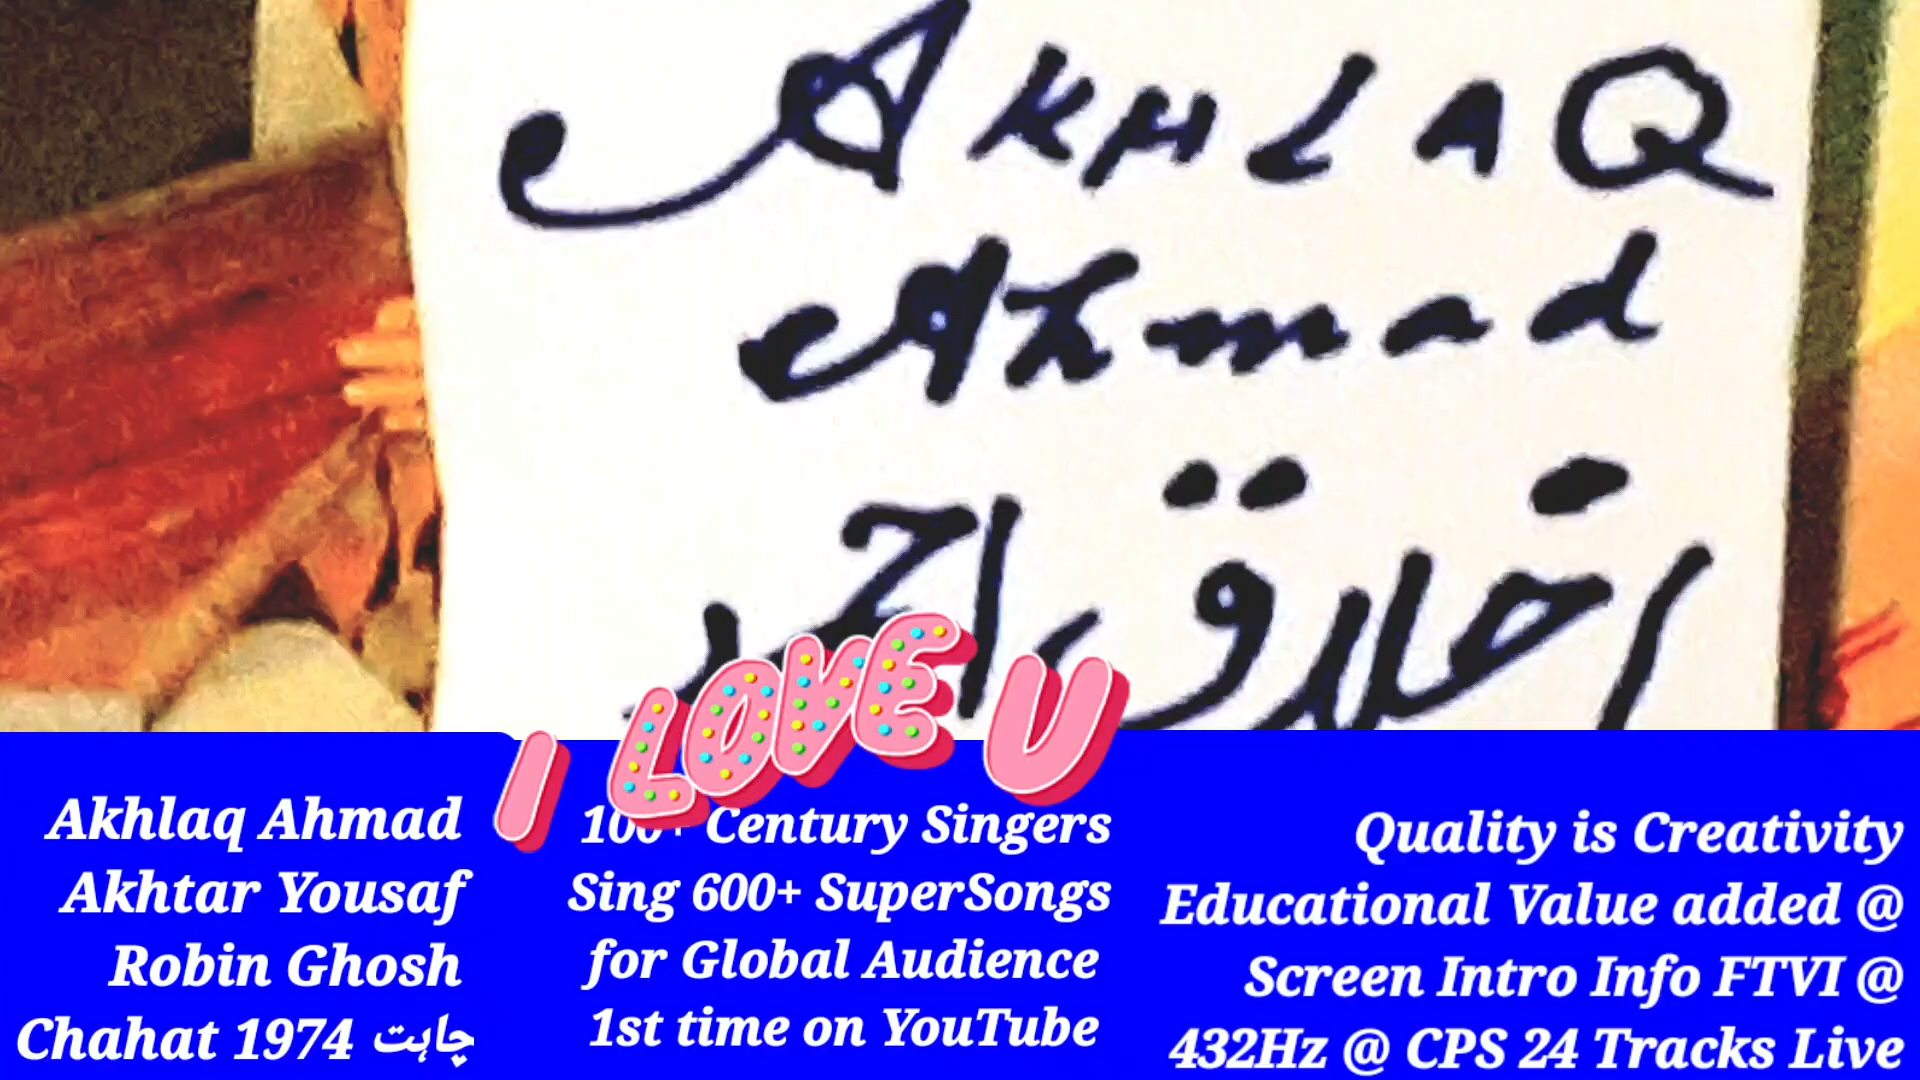 AKHLAQ
Ahmad
اخلاق احمد
I LOVE U
Akhlaq Ahmad
Akhtar Yousaf
Robin Ghosh
Chahat 1974 چاہت
100+ Century Singers
Sing 600+ SuperSongs
for Global Audience
1st time on YouTube
Quality is Creativity
Educational Value added @
Screen Intro Info FTVI @
432Hz @ CPS 24 Tracks Live